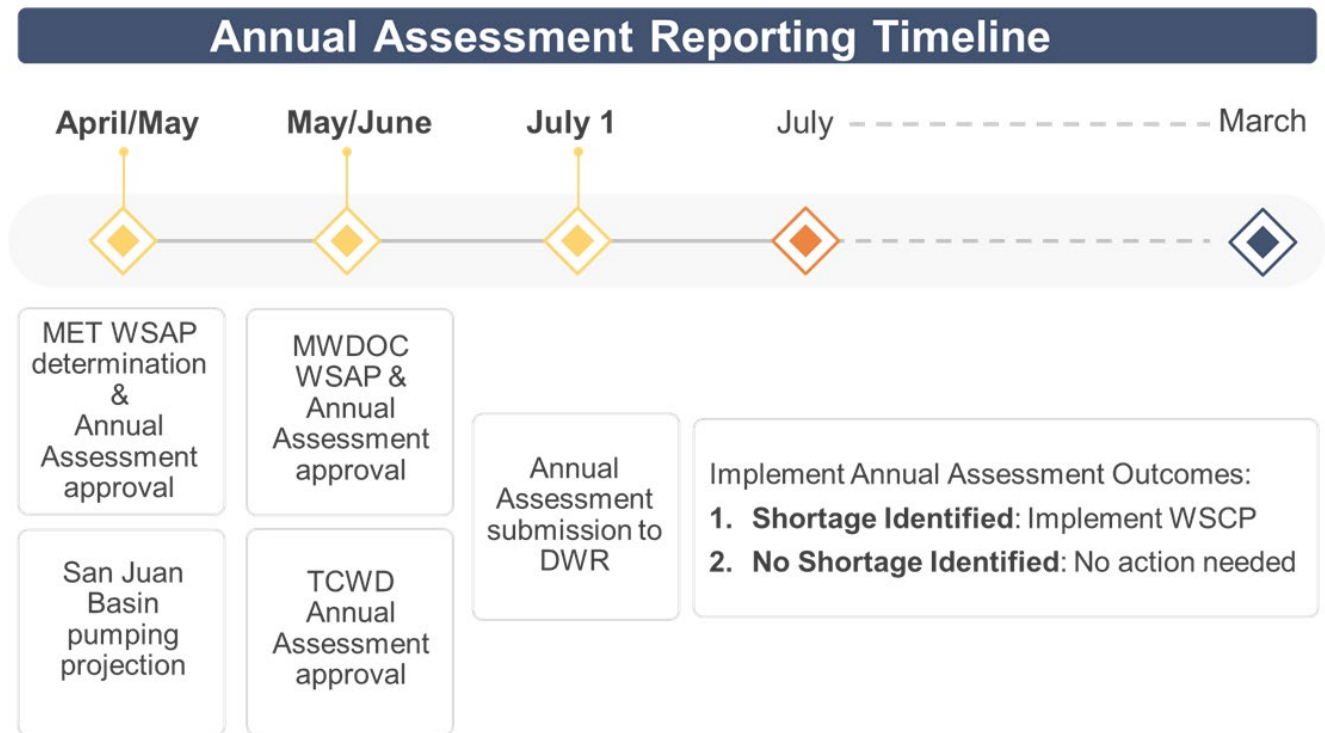 Annual Assessment Reporting Timeline
April/May
May/June
July 1
July
March
MET WSAP
determination
&
Annual
Assessment
approval
San Juan
Basin
pumping
projection
MWDOC
WSAP &
Annual
Assessment
approval
TCWD
Annual
Assessment
approval
Annual
Assessment
submission to
DWR
Implement Annual Assessment Outcomes:
1. Shortage Identified: Implement WSCP
2. No Shortage Identified: No action needed